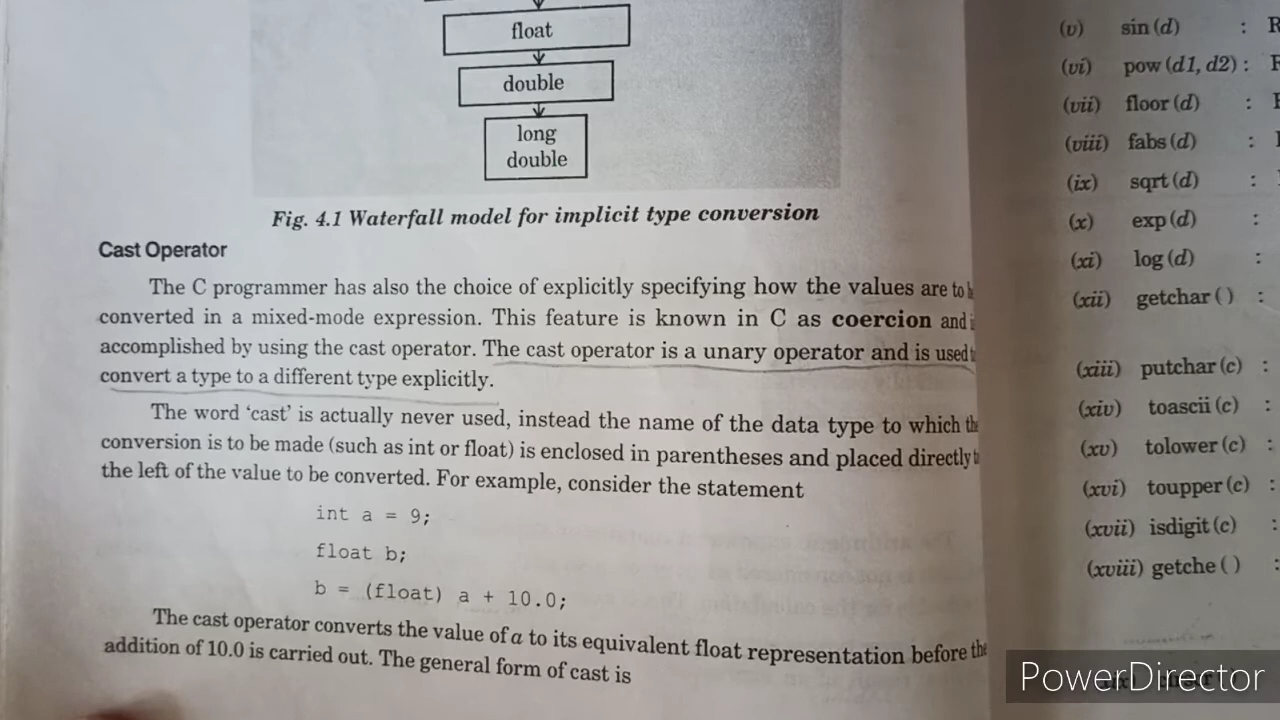 float
double
long
double
Fig. 4.1 Waterfall model for implicit type conversion
Cast Operator
The C programmer has also the choice of explicitly specifying how the values are to
converted in a mixed-mode expression. This feature is known in C as coercion and
accomplished by using the cast operator. The cast operator is a unary operator and is used
convert a type to a different type explicitly.
The word ‘cast’ is actually never used, instead the name of the data type to which the
conversion is to be made (such as int or float) is enclosed in parentheses and placed directly
the left of the value to be converted. For example, consider the statement
int a = 9;
float b;
b = (float) a + 10.0;
The cast operator converts the value of a to its equivalent float representation before the
addition of 10.0 is carried out. The general form of cast is
(v) sin (d) :
(vi) pow (d1, d2) :
(vii) floor (d) :
(viii) fabs (d) :
(ix) sqrt (d) :
(x) exp (d) :
(xi) log (d) :
(xii) getchar ( ) :
(xiii) putchar (c) :
(xiv) toascii (c) :
(xv) tolower (c) :
(xvi) toupper (c) :
(xvii) isdigit (c) :
(xviii) getche ( ) :
PowerDirector